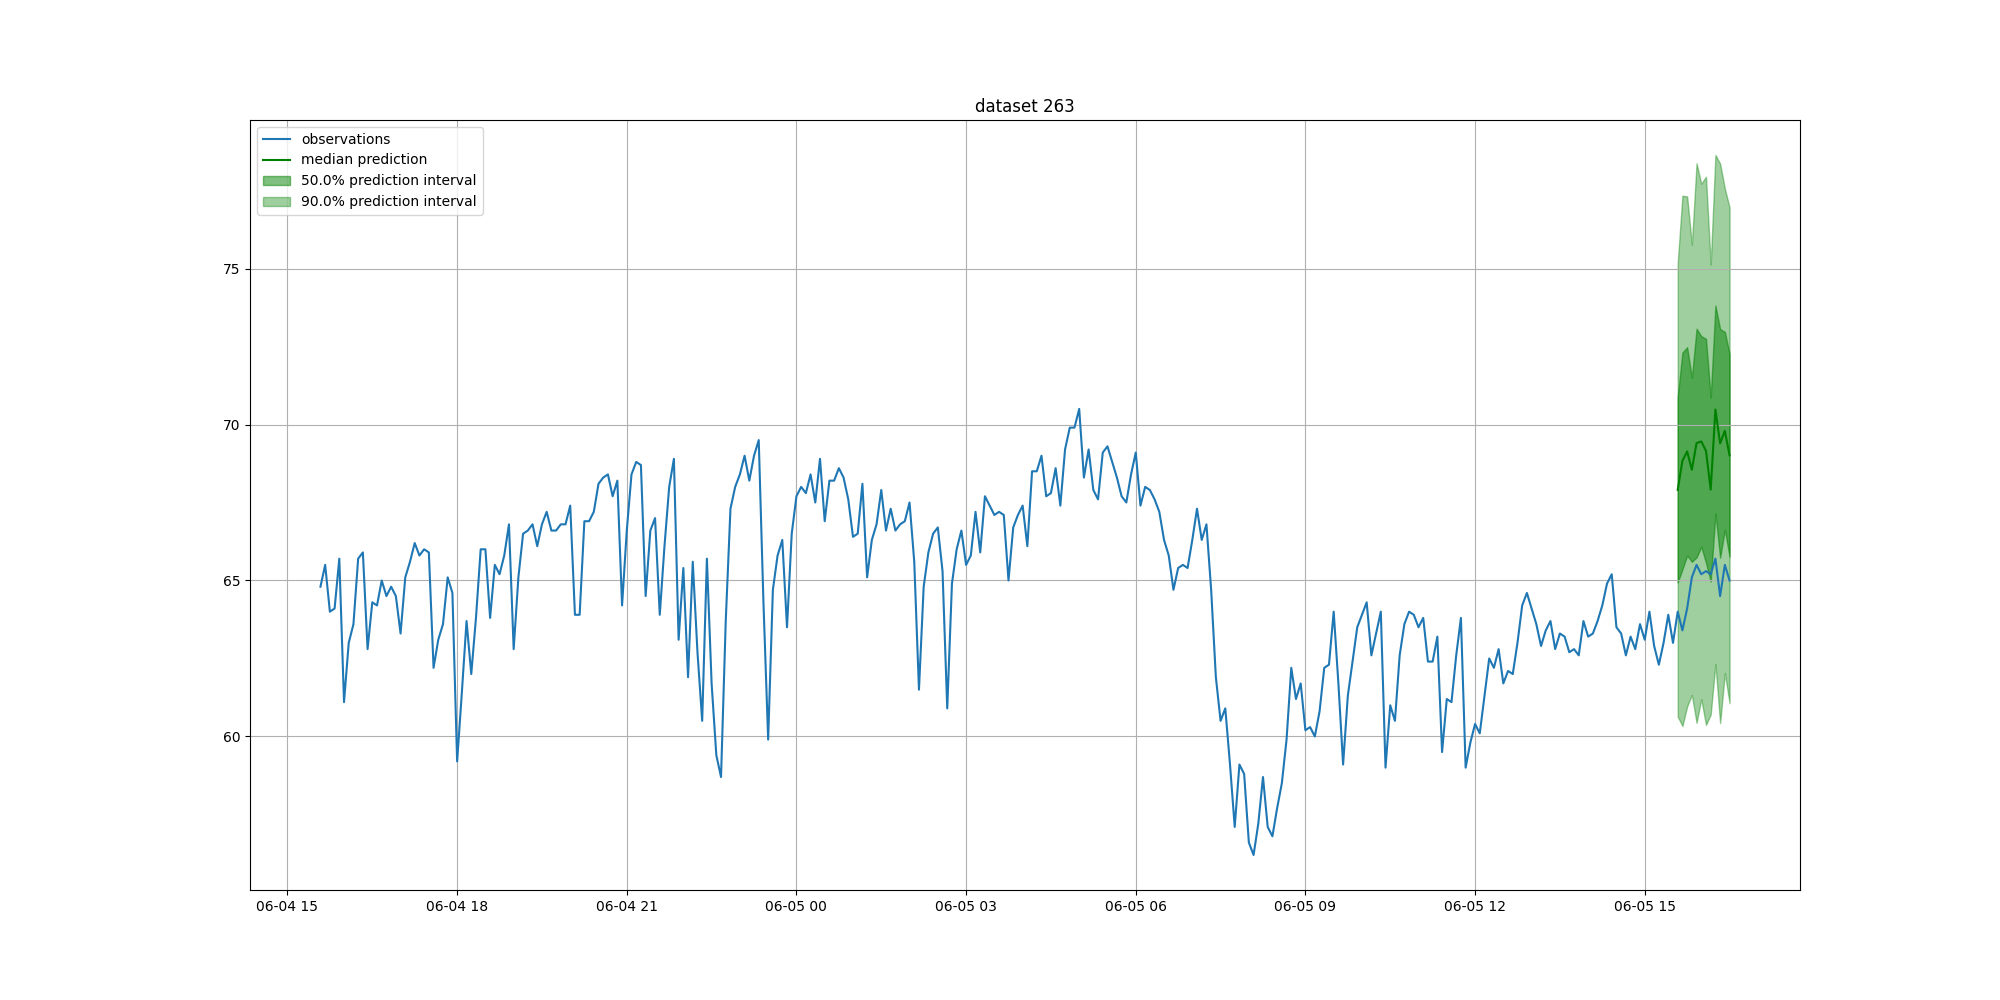 dataset 263
observations
median prediction
50.0% prediction interval
90.0% prediction interval
75
70
65
60
06-04 15
06-04 18
06-04 21
06-05 00
06-05 03
06-05 06
06-05 09
06-05 12
06-05 15